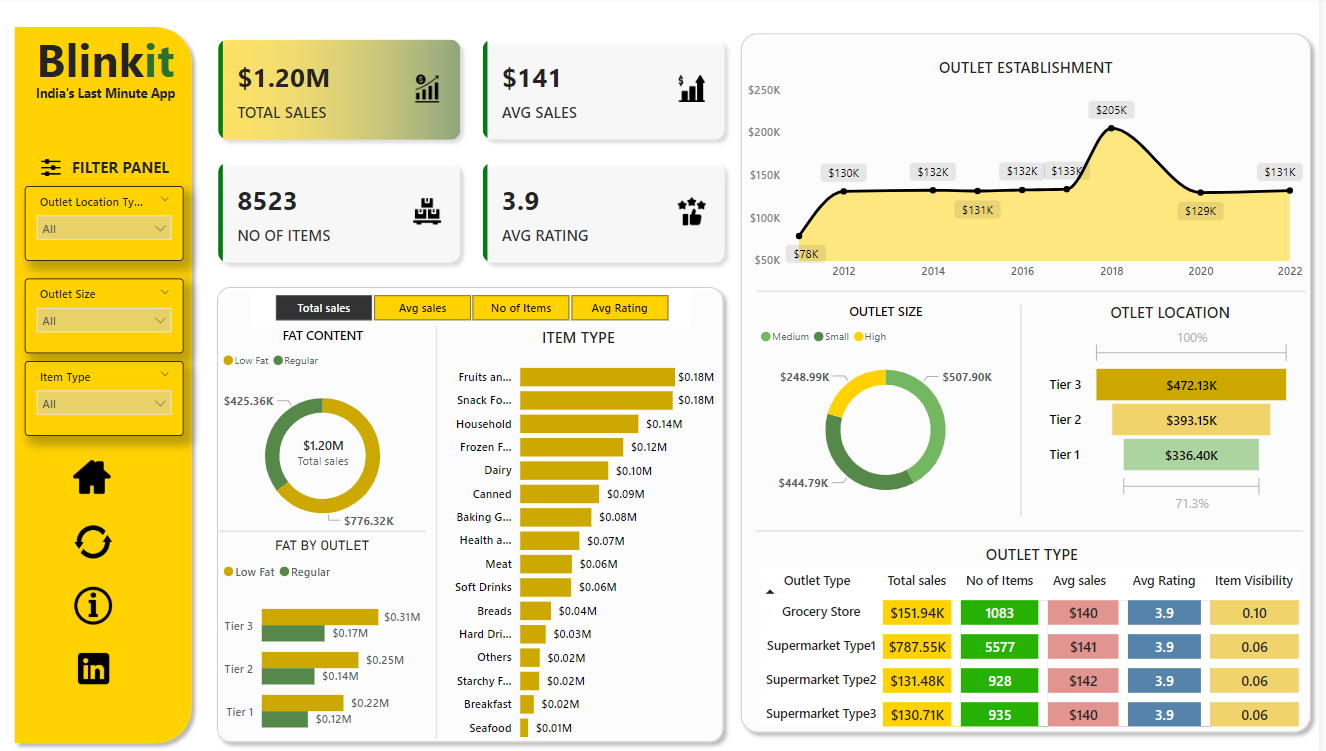 Blinkit
India's Last Minute App
FILTER PANEL
Outlet Location Ty...
All
Outlet Size
All
Item Type
All
in
$1.20M
TOTAL SALES
$141
AVG SALES
8523
NO OF ITEMS
3.9
AVG RATING
Total sales Avg sales No of Items Avg Rating
FAT CONTENT
Low Fat Regular
$425.36K
$1.20M
Total sales
$776.32K
FAT BY OUTLET
Low Fat Regular
Tier 3 $0.31M
$0.17M
Tier 2 $0.25M
$0.14M
Tier 1 $0.22M
$0.12M
ITEM TYPE
Fruits an... $0.18M
Snack Fo... $0.18M
Household $0.14M
Frozen F... $0.12M
Dairy $0.10M
Canned $0.09M
Baking G... $0.08M
Health a... $0.07M
Meat $0.06M
Soft Drinks $0.06M
Breads $0.04M
Hard Dri... $0.03M
Others $0.02M
Starchy F... $0.02M
Breakfast $0.02M
Seafood $0.01M
OUTLET ESTABLISHMENT
$250K
$200K
$150K
$100K
$50K
$78K
$130K
$132K
$131K
$132K
$133K
$205K
$129K
$131K
2012 2014 2016 2018 2020 2022
OUTLET SIZE
Medium Small High
$248.99K
$507.90K
$444.79K
OTLET LOCATION
100%
Tier 3 $472.13K
Tier 2 $393.15K
Tier 1 $336.40K
71.3%
OUTLET TYPE
Outlet Type Total sales No of Items Avg sales Avg Rating Item Visibility
Grocery Store $151.94K 1083 $140 3.9 0.10
Supermarket Type1 $787.55K 5577 $141 3.9 0.06
Supermarket Type2 $131.48K 928 $142 3.9 0.06
Supermarket Type3 $130.71K 935 $140 3.9 0.06